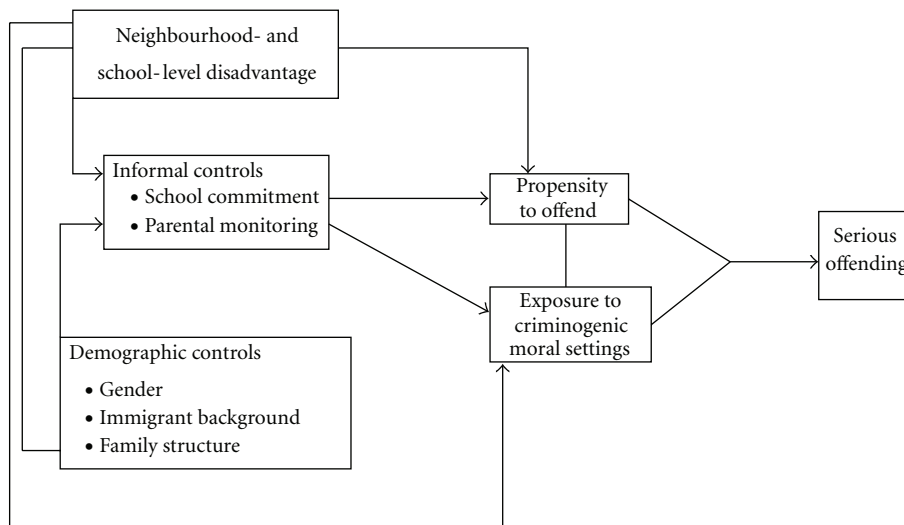 Neighbourhood- and
school-level disadvantage
Informal controls
• School commitment
• Parental monitoring
Propensity
to offend
Serious
offending
Exposure to
criminogenic
moral settings
Demographic controls
• Gender
• Immigrant background
• Family structure